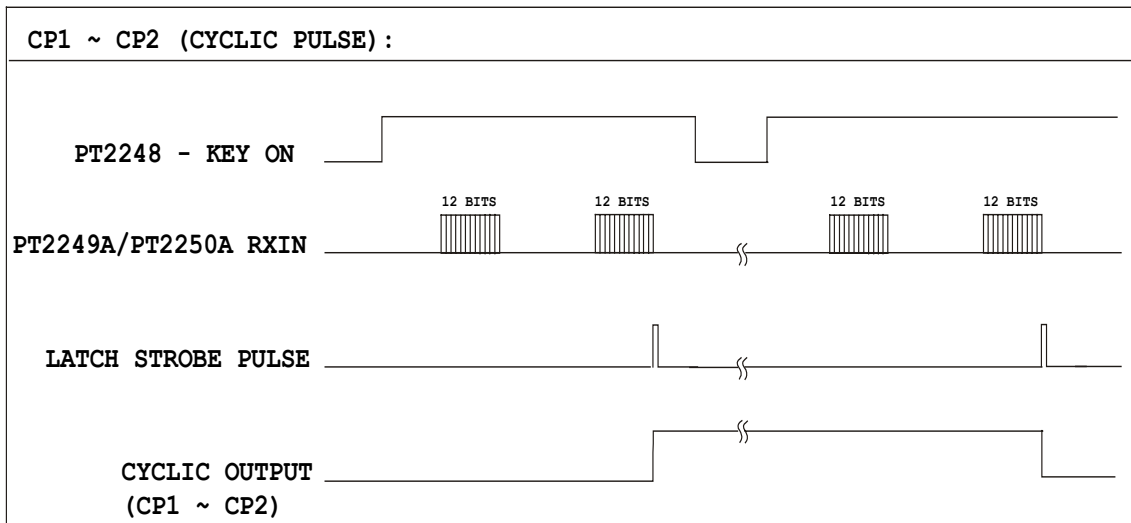 CP1 ~ CP2 (CYCLIC PULSE):
PT2248 - KEY ON
12 BITS 12 BITS 12 BITS 12 BITS
PT2249A/PT2250A RXIN
LATCH STROBE PULSE
CYCLIC OUTPUT
(CP1 ~ CP2)